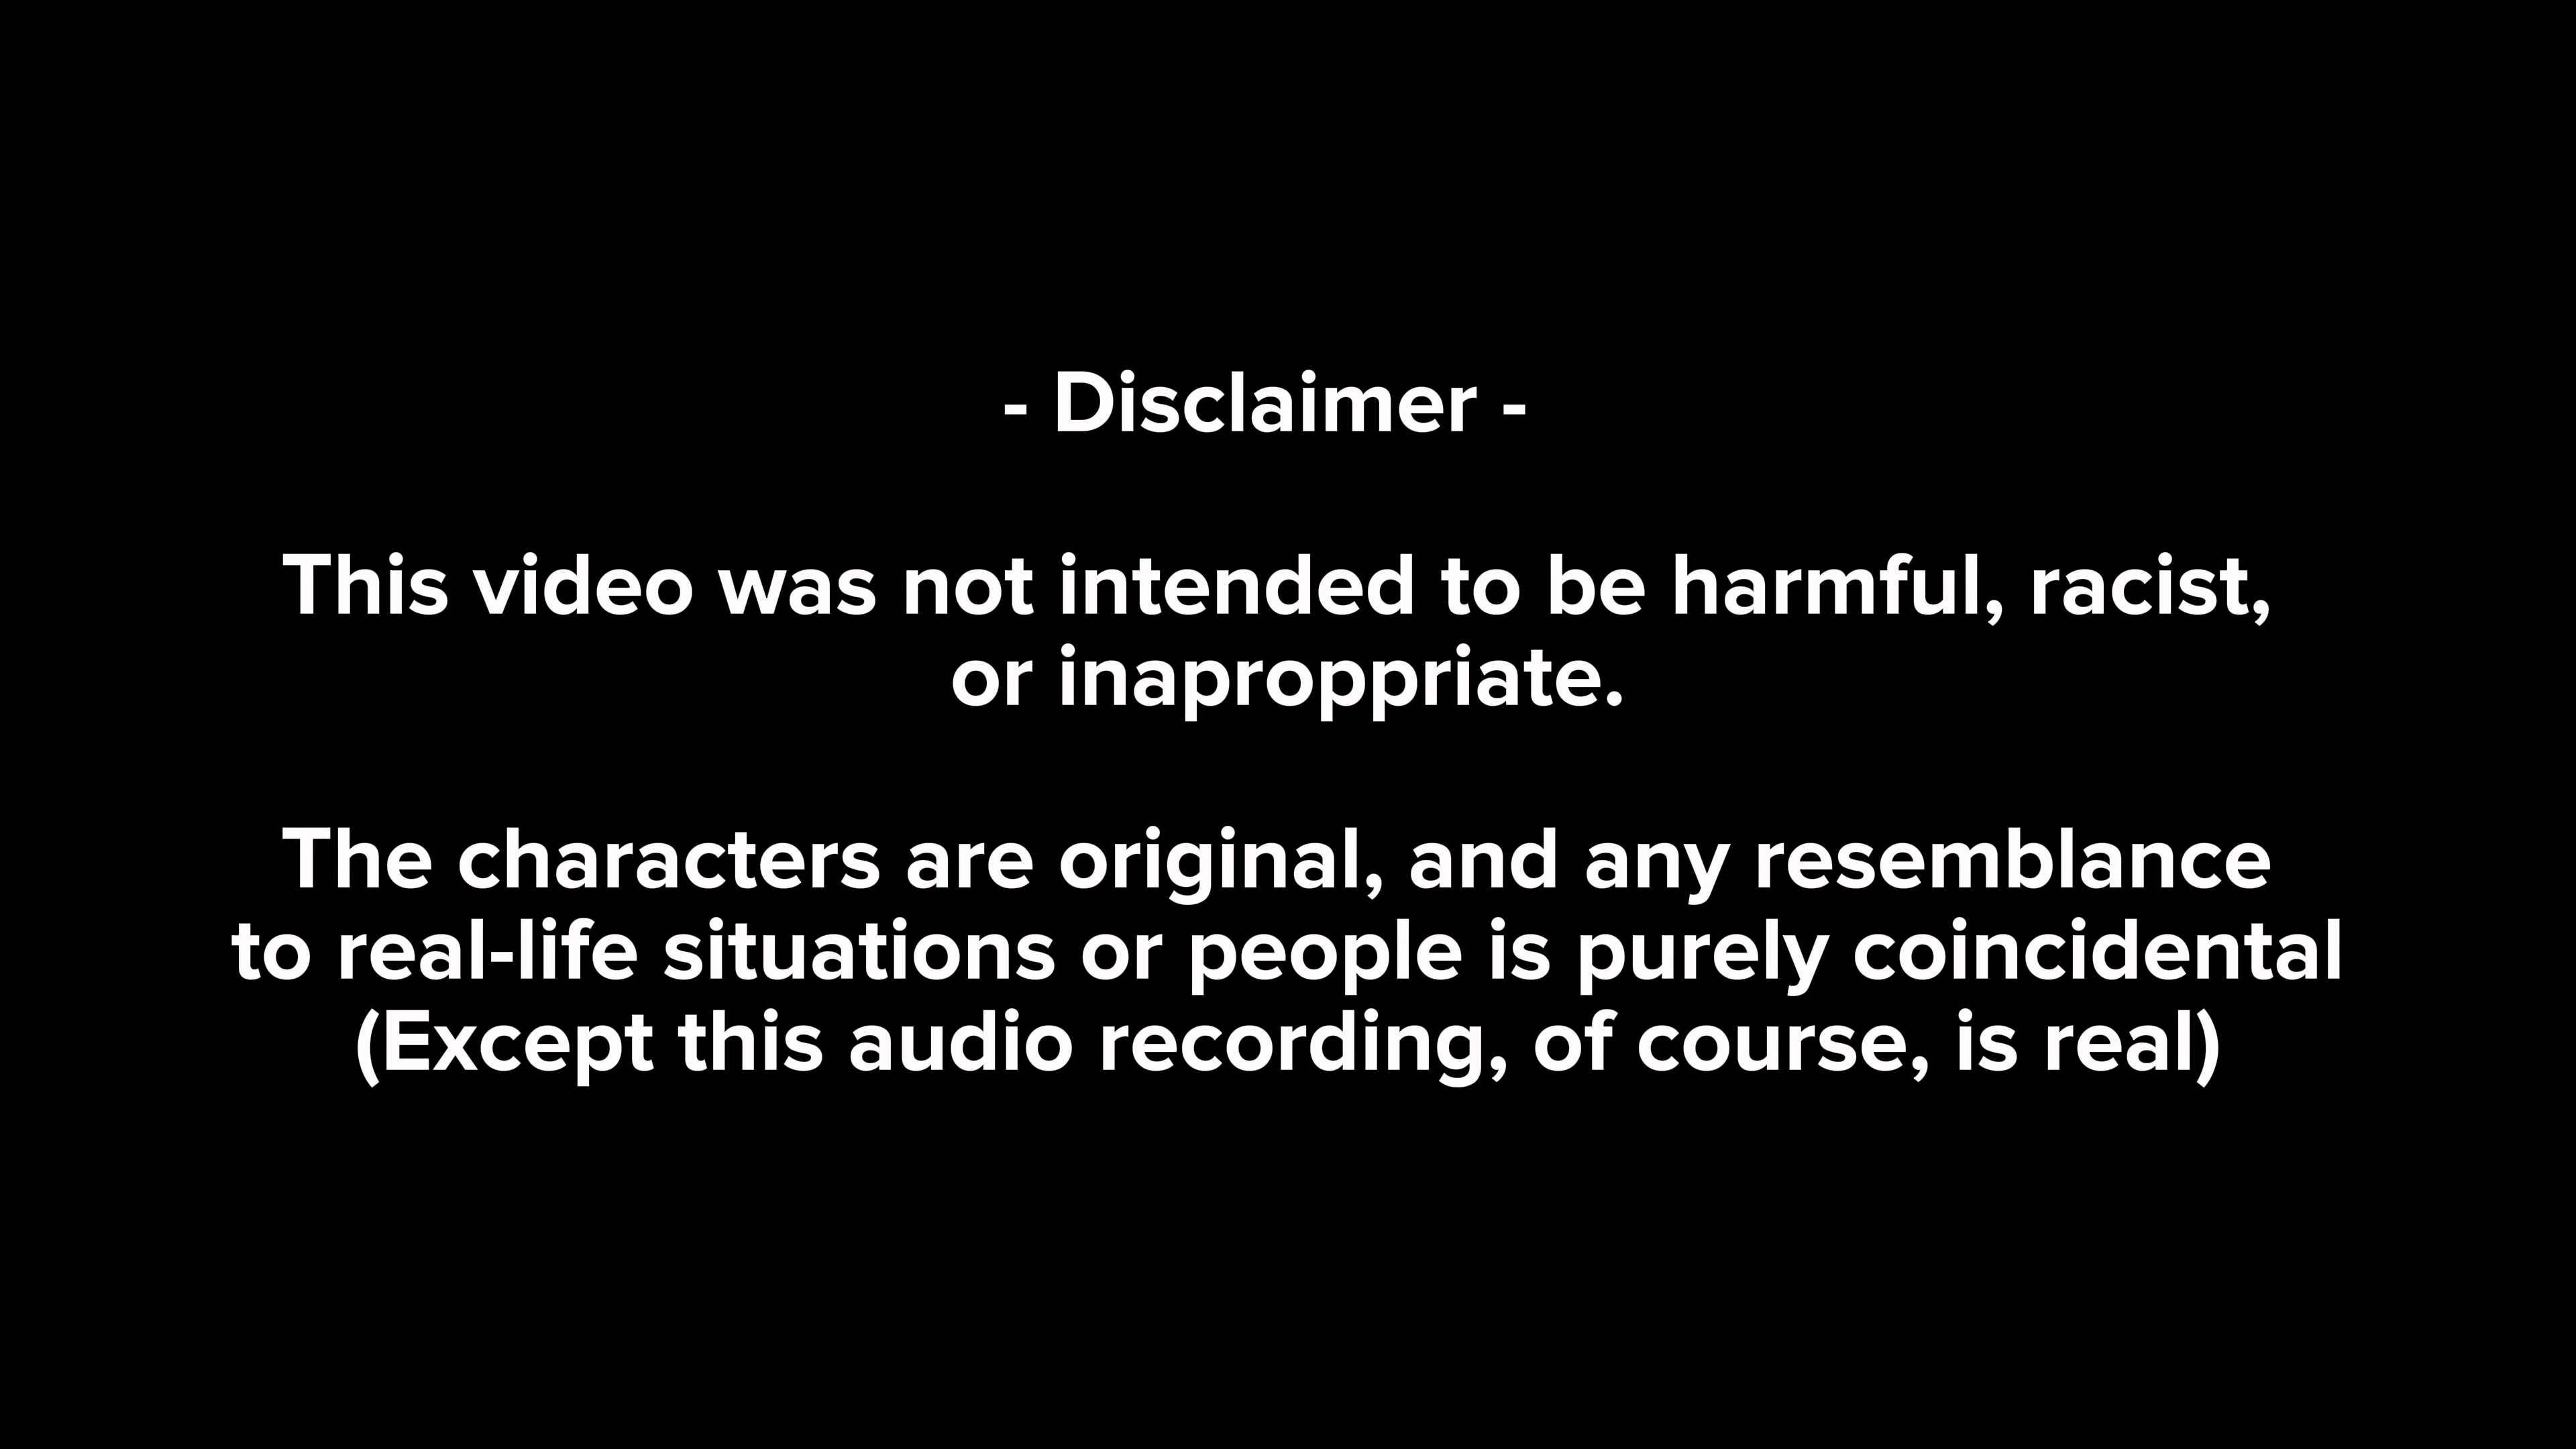 - Disclaimer -
This video was not intended to be harmful, racist,
or inaproppriate.
The characters are original, and any resemblance
to real-life situations or people is purely coincidental
(Except this audio recording, of course, is real)